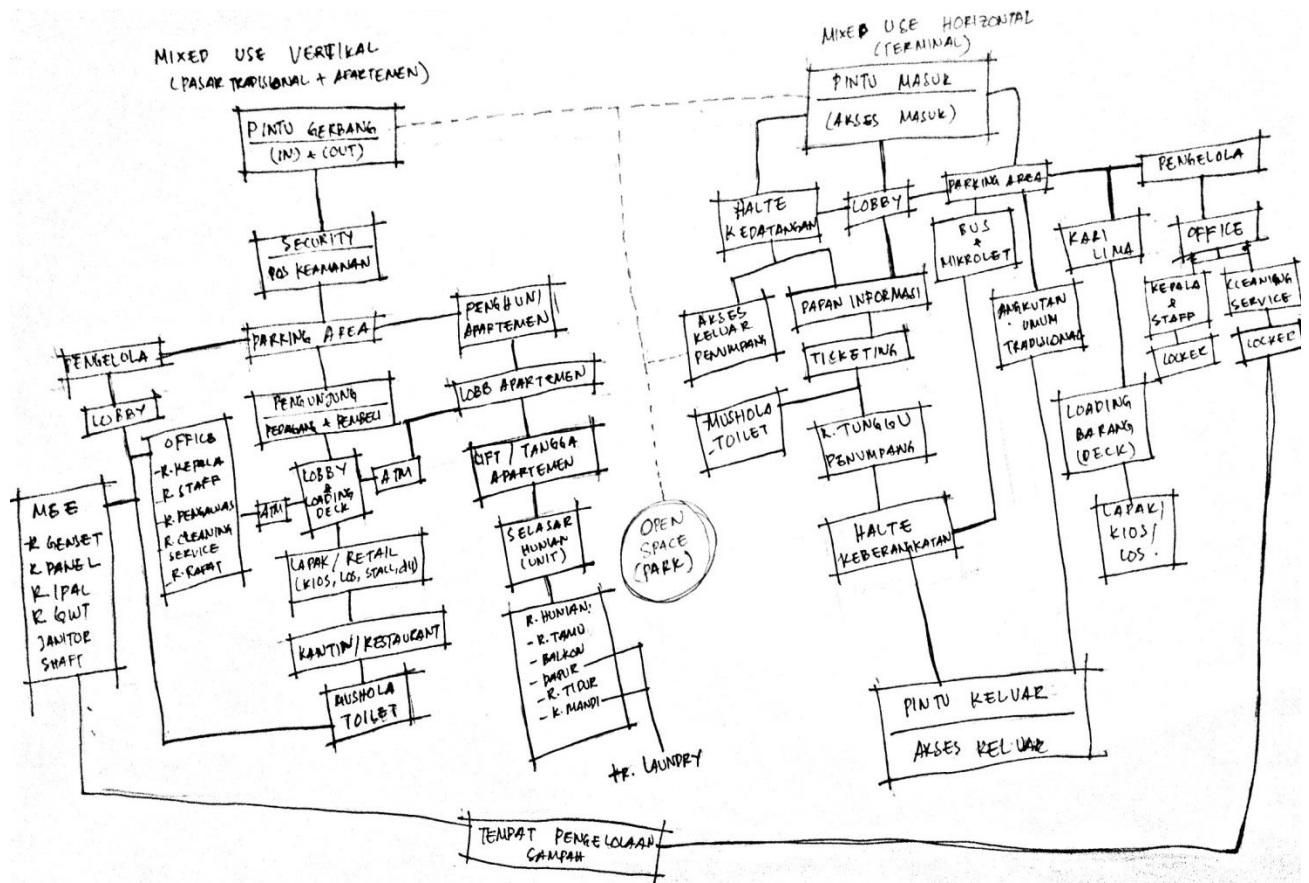 MIXED USE VERTIKAL
(PASAR TRADISIONAL + APARTEMEN)
PINTU GERBANG
(IN) + (OUT)
SECURITY
POS KEAMANAN
PARKING AREA
PENGHUNI
APARTEMEN
PENGELOLA
LOBBY
PENGUNJUNG
PEDAGANG + PEMBELI
LOBB APARTEMEN
OFFICE
-R. KEPALA
-R. STAFF
-R. PENGAWAS
-R. CLEANING
SERVICE
-R. RAPAT
ATM
LOBBY
&
LOADING
DECK
ATM
LIFT / TANGGA
APARTEMEN
M&E
R. GENSET
R. PANEL
R. IPAL
R. GWT
JANITOR
SHAFT
LAPAK / RETAIL
(KIOS, LOS, STALL, dll)
KANTIN/RESTAURANT
MUSHOLA
TOILET
SELASAR
HUNIAN
(UNIT)
R. HUNIAN:
- R. TAMU
- BALKON
- DAPUR
- R. TIDUR
- K. MANDI
+R. LAUNDRY
OPEN
SPACE
(PARK)
MIXED USE HORIZONTAL
(TERMINAL)
PINTU MASUK
(AKSES MASUK)
HALTE
KEDATANGAN
LOBBY
PARKING AREA
PENGELOLA
BUS
&
MIKROLET
KAKI
LIMA
OFFICE
AKSES
KELUAR
PENUMPANG
PAPAN INFORMASI
ANGKUTAN
UMUM
TRADISIONAL
KEPALA
&
STAFF
CLEANING
SERVICE
TICKETING
LOCKER
LOCKER
MUSHOLA
-TOILET
R. TUNGGU
PENUMPANG
LOADING
BARANG
(DECK)
HALTE
KEBERANGKATAN
LAPAK/
KIOS/
LOS.
PINTU KELUAR
AKSES KELUAR
TEMPAT PENGELOLAAN
SAMPAH